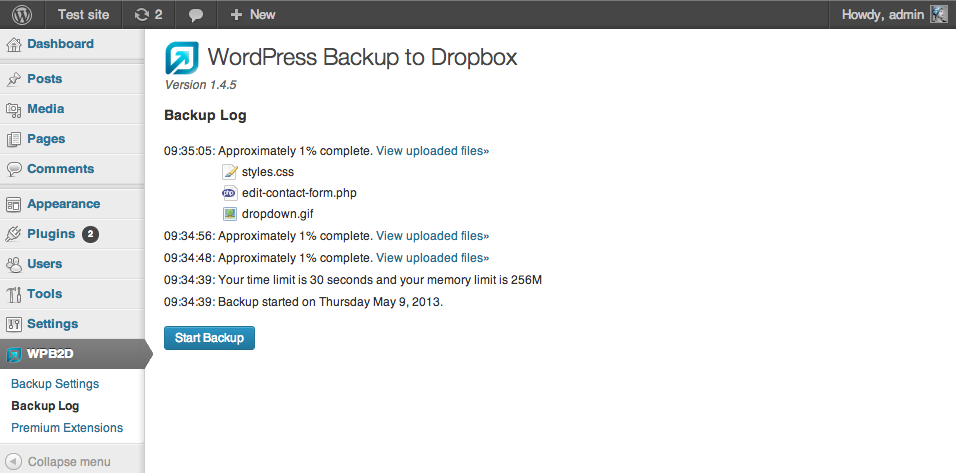 Test site 2 + New Howdy, admin
Dashboard
Posts
Media
Pages
Comments
Appearance
Plugins 2
Users
Tools
Settings
WPB2D
Backup Settings
Backup Log
Premium Extensions
Collapse menu
WordPress Backup to Dropbox
Version 1.4.5
Backup Log
09:35:05: Approximately 1% complete. View uploaded files»
styles.css
php edit-contact-form.php
dropdown.gif
09:34:56: Approximately 1% complete. View uploaded files»
09:34:48: Approximately 1% complete. View uploaded files»
09:34:39: Your time limit is 30 seconds and your memory limit is 256M
09:34:39: Backup started on Thursday May 9, 2013.
Start Backup